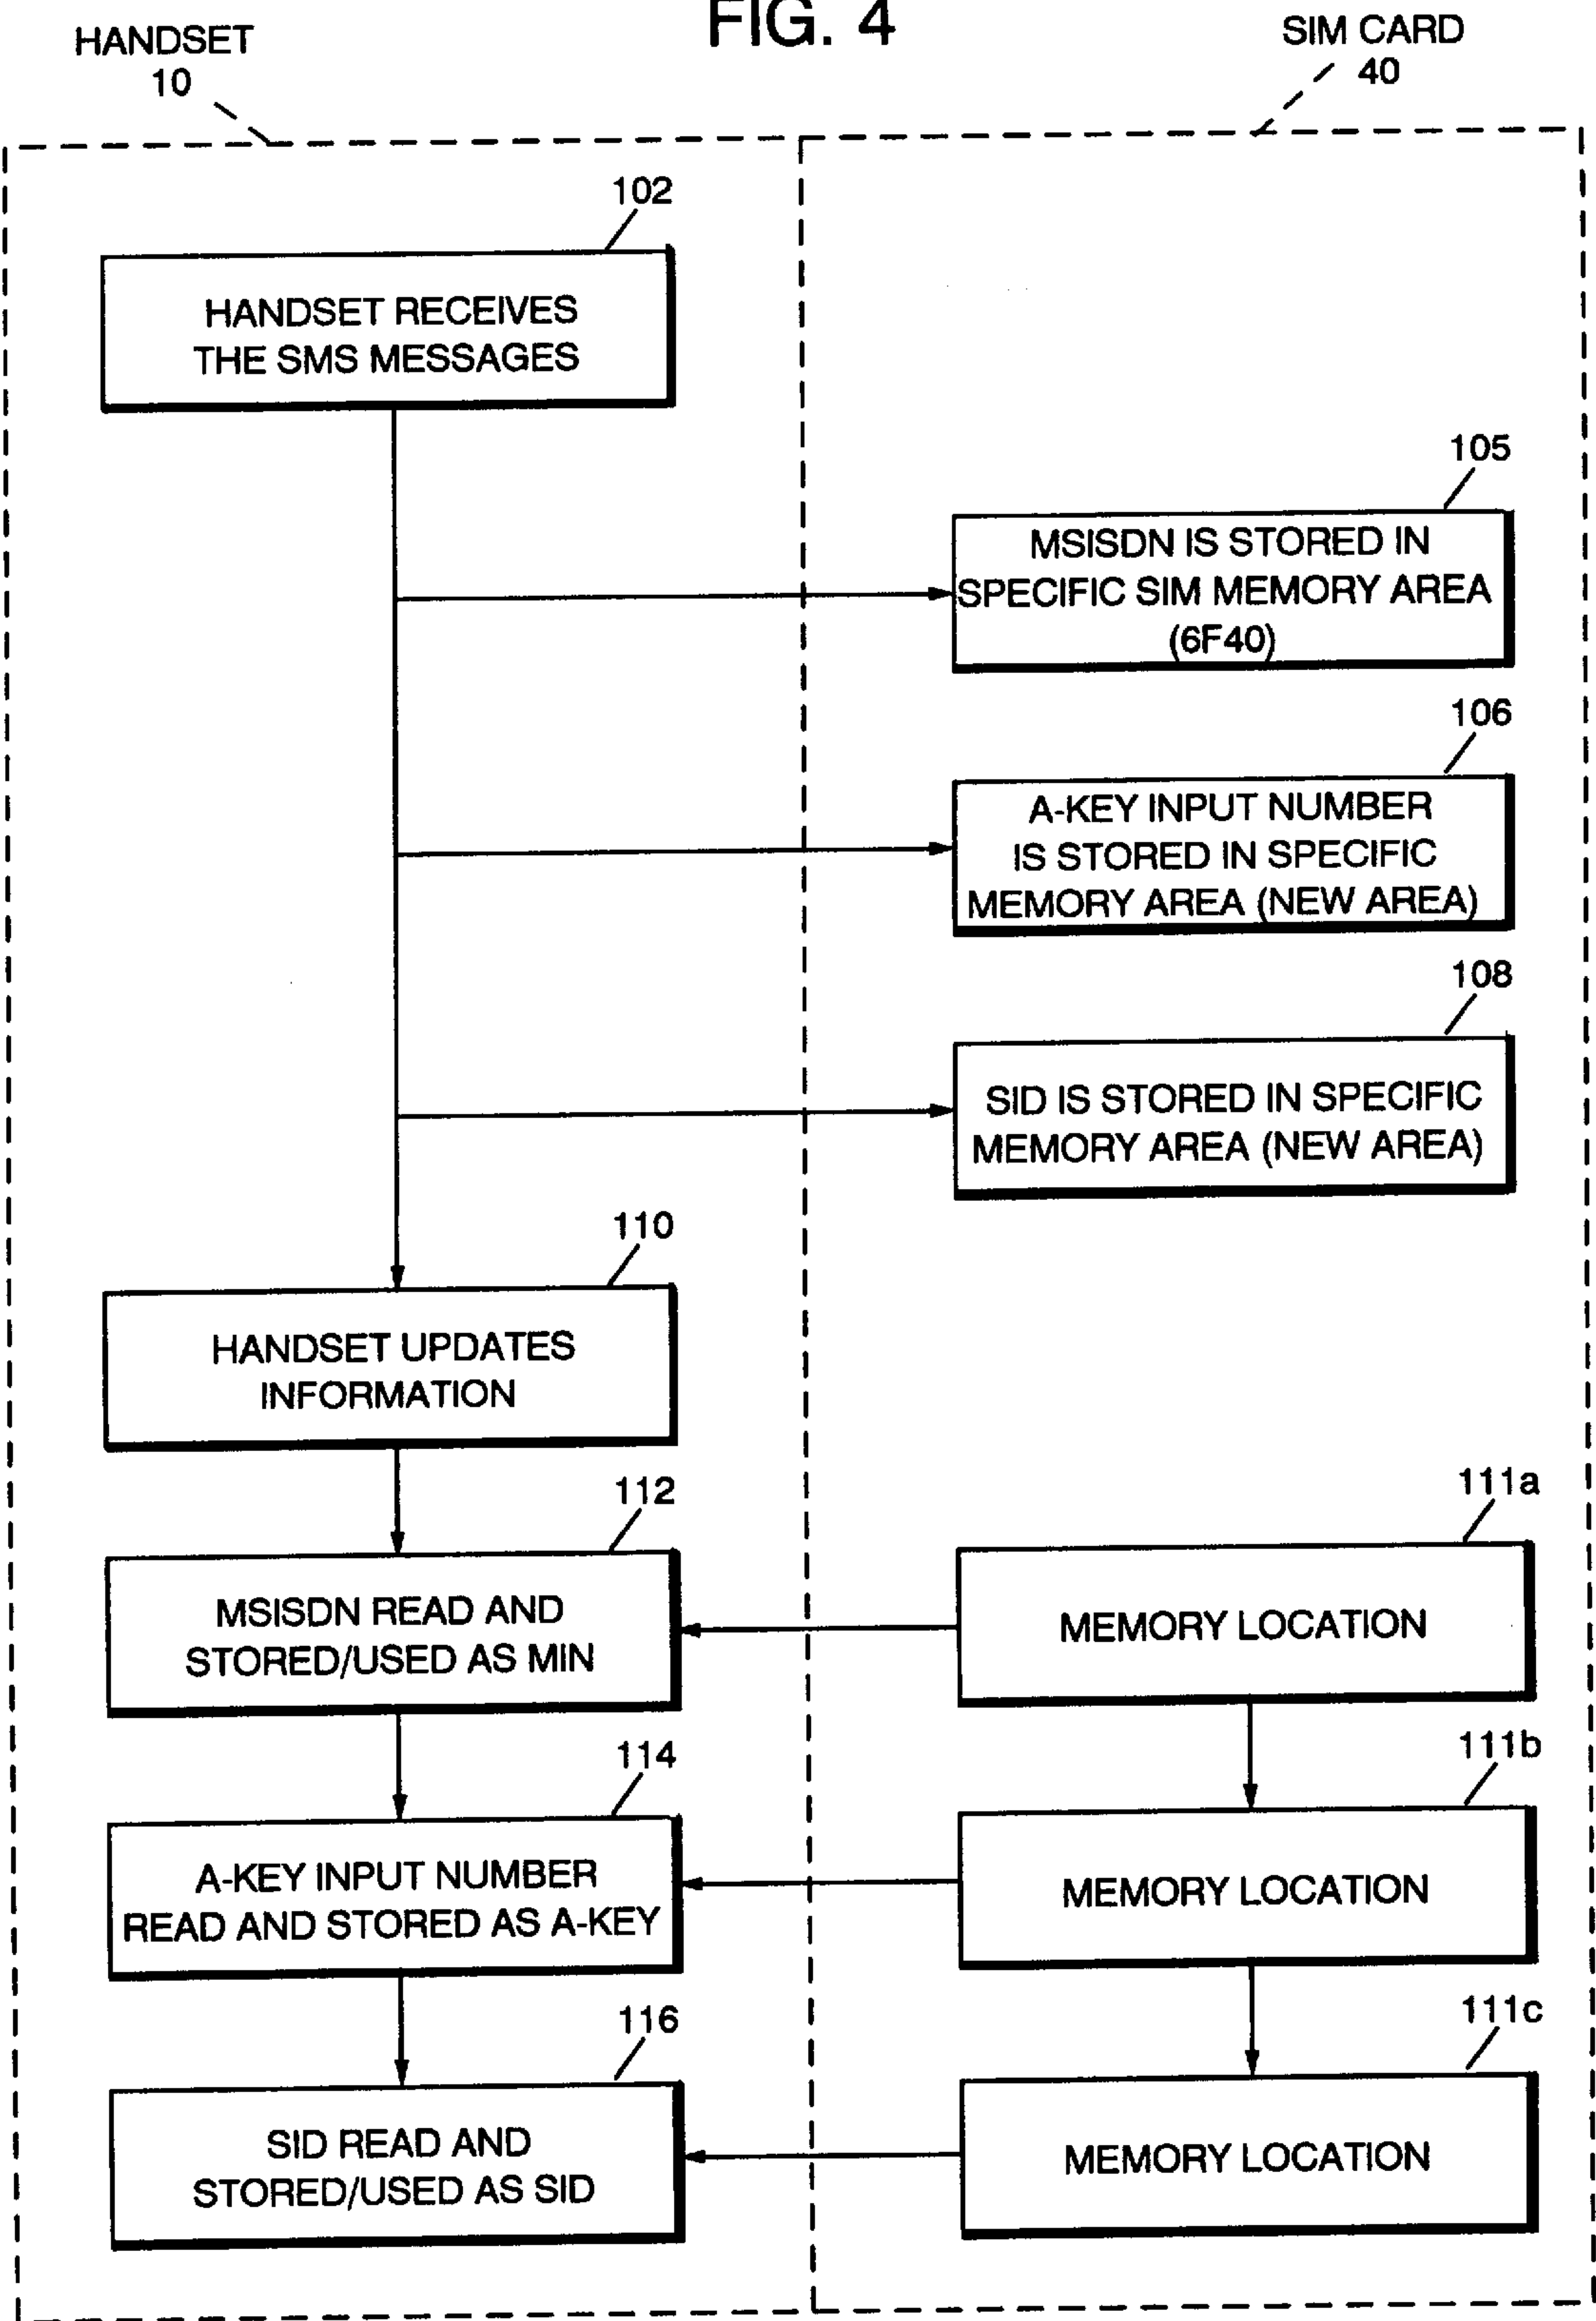 FIG. 4
HANDSET
10
SIM CARD
40
102
HANDSET RECEIVES
THE SMS MESSAGES
105
MSISDN IS STORED IN
SPECIFIC SIM MEMORY AREA
(6F40)
106
A-KEY INPUT NUMBER
IS STORED IN SPECIFIC
MEMORY AREA (NEW AREA)
108
SID IS STORED IN SPECIFIC
MEMORY AREA (NEW AREA)
110
HANDSET UPDATES
INFORMATION
112
MSISDN READ AND
STORED/USED AS MIN
111a
MEMORY LOCATION
114
A-KEY INPUT NUMBER
READ AND STORED AS A-KEY
111b
MEMORY LOCATION
116
SID READ AND
STORED/USED AS SID
111c
MEMORY LOCATION